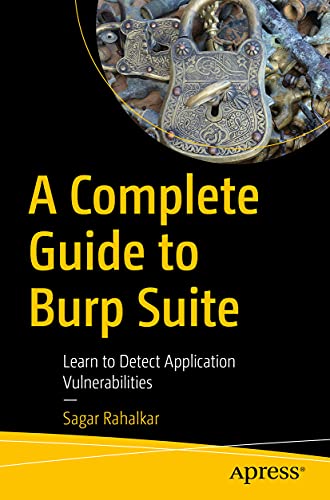 A Complete
Guide to
Burp Suite
Learn to Detect Application
Vulnerabilities
—
Sagar Rahalkar
Apress®